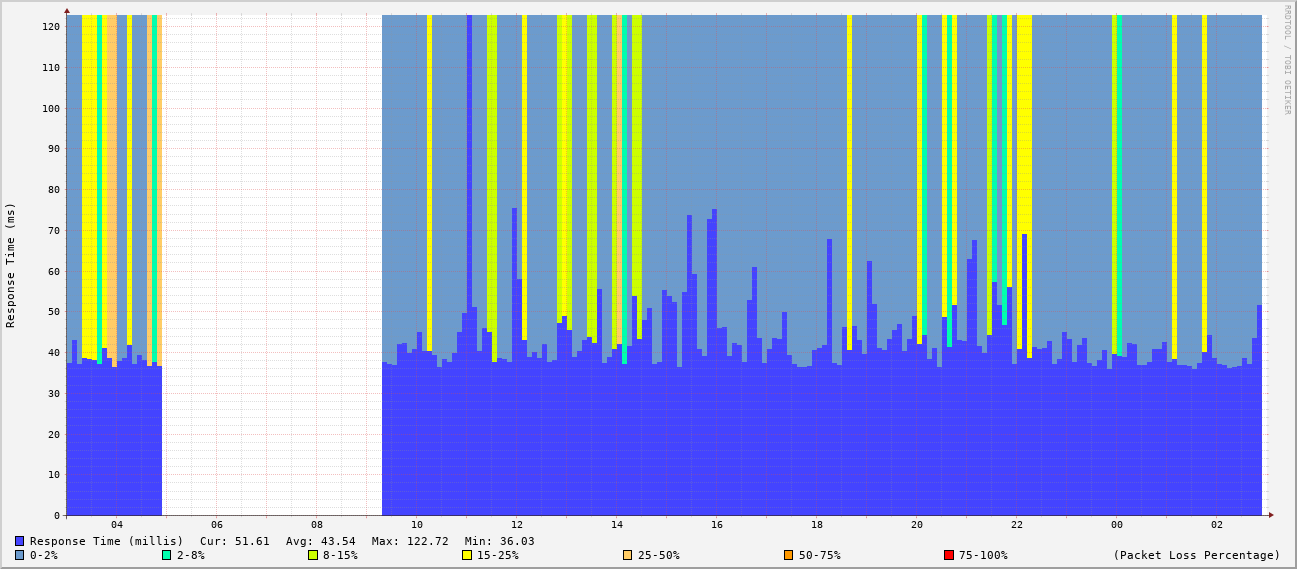 RRDTOOL / TOBI OETIKER
Response Time (ms)
120
110
100
90
80
70
60
50
40
30
20
10
0
04 06 08 10 12 14 16 18 20 22 00 02
Response Time (millis) Cur: 51.61 Avg: 43.54 Max: 122.72 Min: 36.03
0-2% 2-8% 8-15% 15-25% 25-50% 50-75% 75-100% (Packet Loss Percentage)